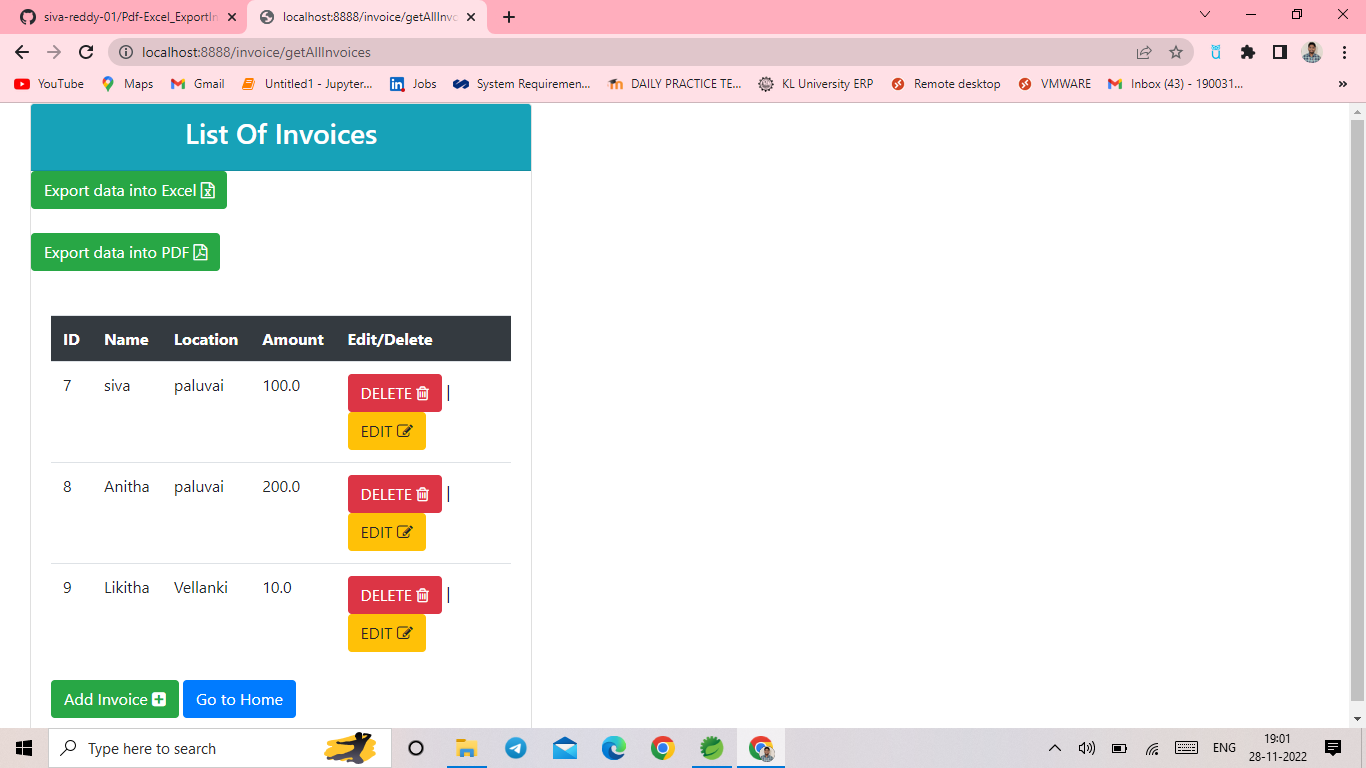 siva-reddy-01/Pdf-Excel_ExportIn
localhost:8888/invoice/getAllInvo
localhost:8888/invoice/getAllInvoices
YouTube Maps Gmail Untitled1 - Jupyter... Jobs System Requiremen... DAILY PRACTICE TE... KL University ERP Remote desktop VMWARE Inbox (43) - 190031... »
List Of Invoices
Export data into Excel
Export data into PDF
ID Name Location Amount Edit/Delete
7 siva paluvai 100.0 DELETE |
EDIT
8 Anitha paluvai 200.0 DELETE |
EDIT
9 Likitha Vellanki 10.0 DELETE |
EDIT
Add Invoice Go to Home
Type here to search
ENG
19:01
28-11-2022